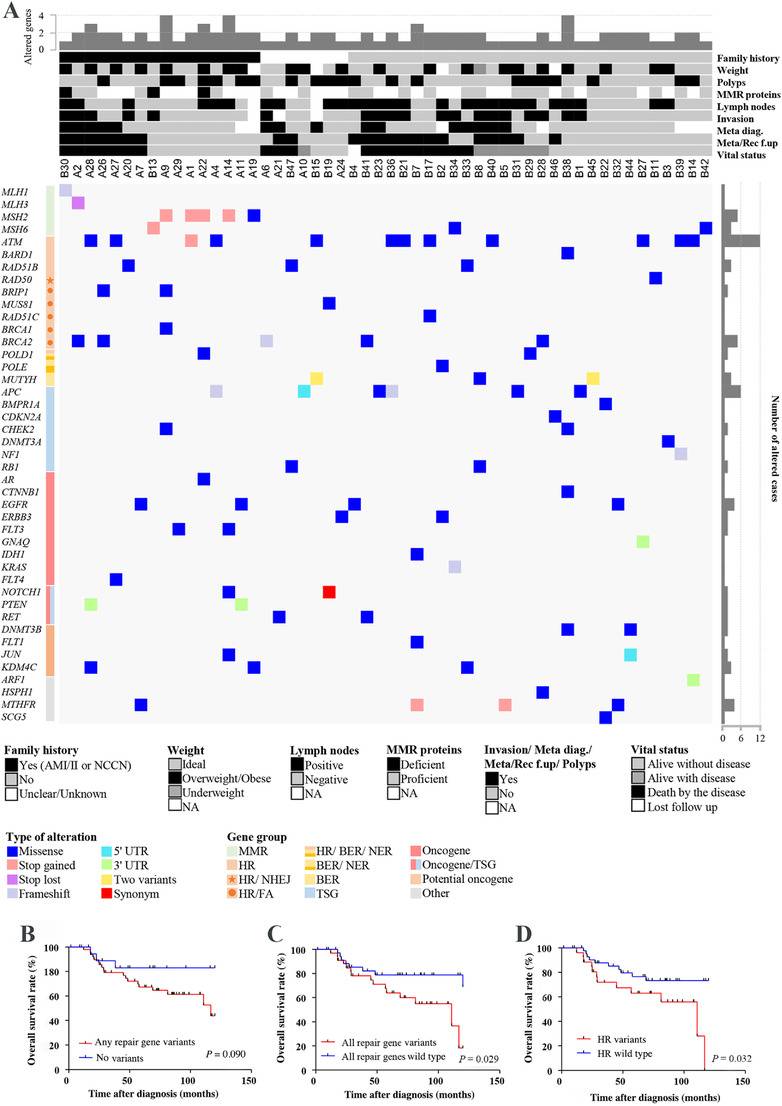 A
Altered genes
4
2
0
Family history
Weight
Polyps
MMR proteins
Lymph nodes
Invasion
Meta diag.
Meta/Rec f.up
Vital status
B30 A2 A28 A26 A27 A20 A7 B13 A9 A29 A1 A22 A4 A14 A11 A19 A6 A21 B47 A10 B15 B19 A24 B4 B41 B23 B36 B21 B7 B17 B2 B34 B33 B8 B40 B5 B31 B29 B28 B46 B38 B1 B45 B22 B32 B44 B27 B11 B3 B39 B14 B42
MLH1
MLH3
MSH2
MSH6
ATM
BARD1
RAD51B
RAD50
BRIP1
MUS81
RAD51C
BRCA1
BRCA2
POLD1
POLE
MUTYH
APC
BMPR1A
CDKN2A
CHEK2
DNMT3A
NF1
RB1
AR
CTNNB1
EGFR
ERBB3
FLT3
GNAQ
IDH1
KRAS
FLT4
NOTCH1
PTEN
RET
DNMT3B
FLT1
JUN
KDM4C
ARF1
HSPH1
MTHFR
SCG5
Number of altered cases
0 6 12
Family history
Yes (AMI/II or NCCN)
No
Unclear/Unknown
Weight
Ideal
Overweight/Obese
Underweight
NA
Lymph nodes
Positive
Negative
NA
MMR proteins
Deficient
Proficient
NA
Invasion/ Meta diag./
Meta/Rec f.up/ Polyps
Yes
No
NA
Vital status
Alive without disease
Alive with disease
Death by the disease
Lost follow up
Type of alteration
Missense
Stop gained
Stop lost
Frameshift
5' UTR
3' UTR
Two variants
Synonym
Gene group
MMR
HR
HR/ NHEJ
HR/FA
HR/ BER/ NER
BER/ NER
BER
TSG
Oncogene
Oncogene/TSG
Potential oncogene
Other
B
Overall survival rate (%)
100
180
60
40
20
0
0 50 100 150
Any repair gene variants
No variants
P = 0.090
Time after diagnosis (months)
C
Overall survival rate (%)
100
80
60
40
20
0
0 50 100 150
All repair gene variants
All repair genes wild type
P = 0.029
Time after diagnosis (months)
D
Overall survival rate (%)
100
80
60
40
20
0
0 50 100 150
HR variants
HR wild type
P = 0.032
Time after diagnosis (months)